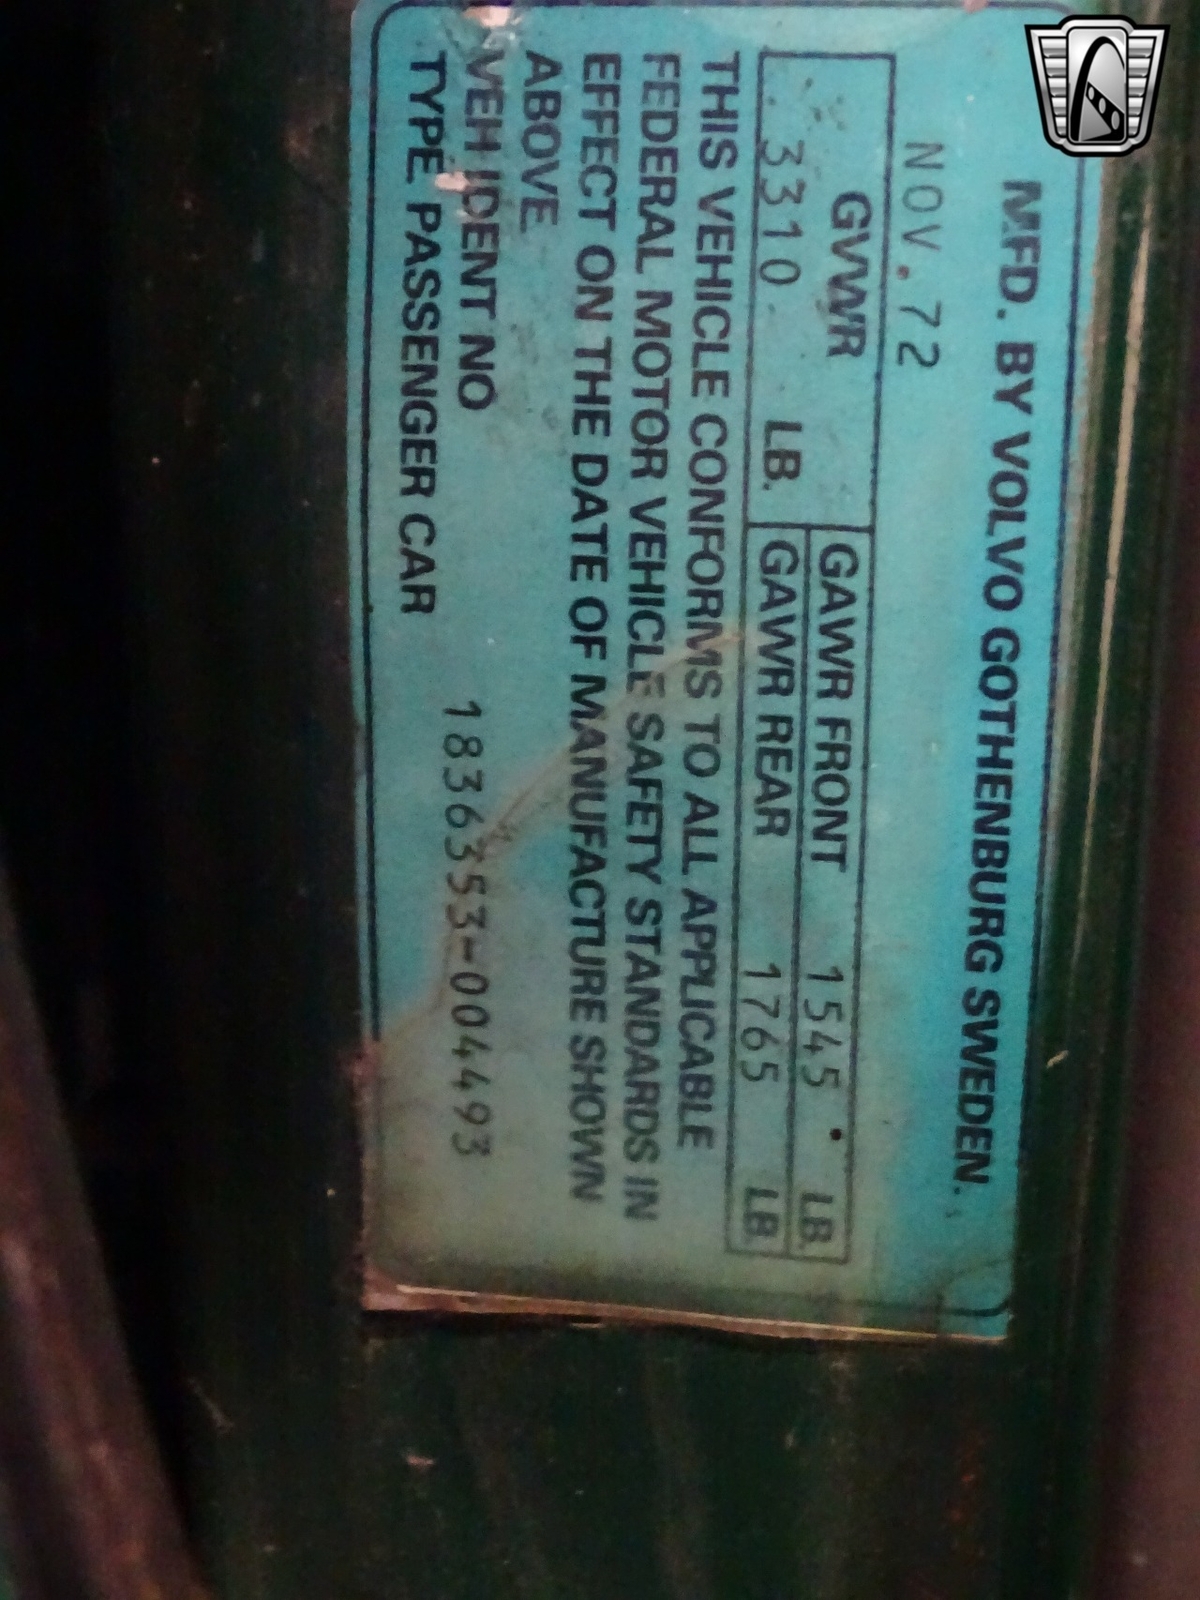 MFD. BY VOLVO GOTHENBURG SWEDEN.
NOV.72
GWWR
3310 LB.
GAWR FRONT 1545 LB.
GAWR REAR 1765 LB.
THIS VEHICLE CONFORMS TO ALL APPLICABLE
FEDERAL MOTOR VEHICLE SAFETY STANDARDS IN
EFFECT ON THE DATE OF MANUFACTURE SHOWN
ABOVE
VEH IDENT NO 1836353-004493
TYPE PASSENGER CAR